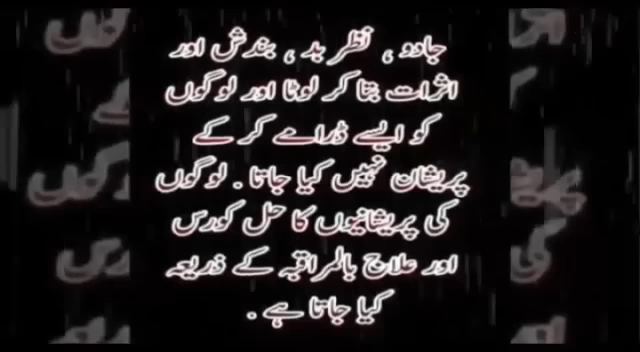 جادو ، نظر بد ، بندش اور
اثرات بتا کر لوٹا اور لوگوں
کو ایسے ڈرامے کر کے
پریشان نہیں کیا جاتا ۔ لوگوں
کی پریشانیوں کا حل کورس
اور علاج بالمراقبہ کے ذریعہ
کیا جاتا ہے ۔